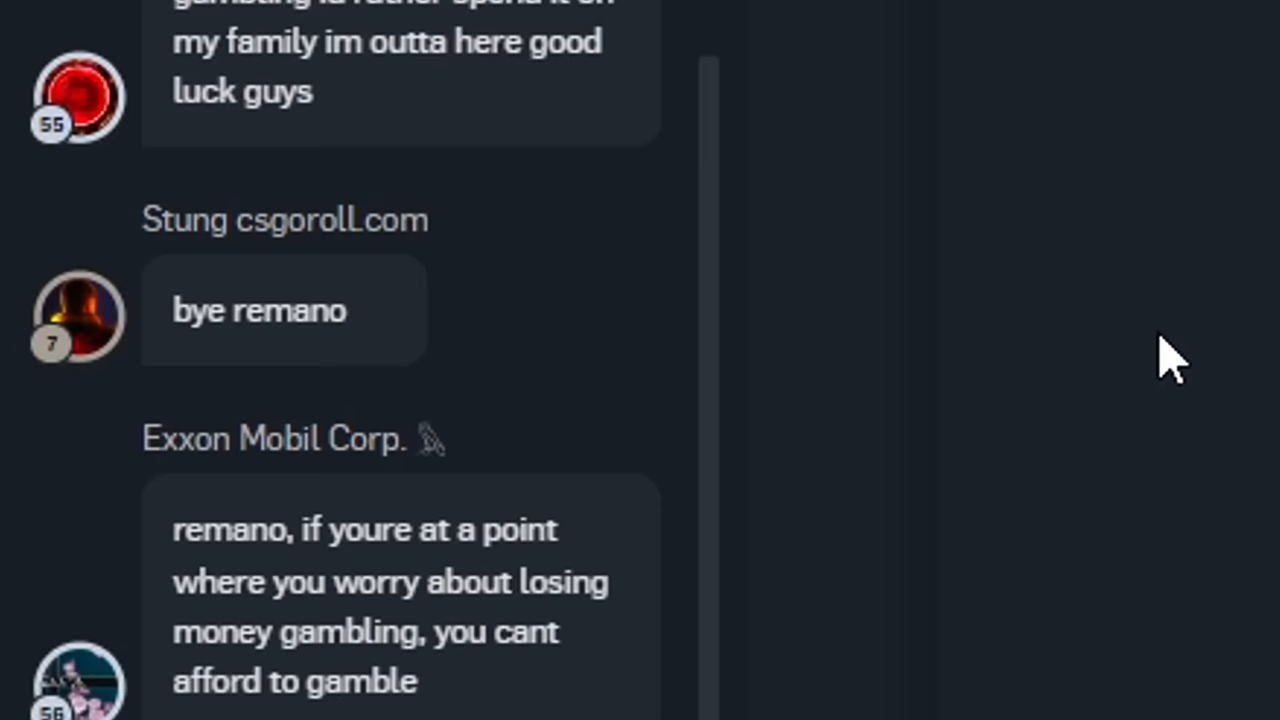 my family im outta here good
luck guys
55
Stung csgoroll.com
bye remano
7
Exxon Mobil Corp.
remano, if youre at a point
where you worry about losing
money gambling, you cant
afford to gamble
56